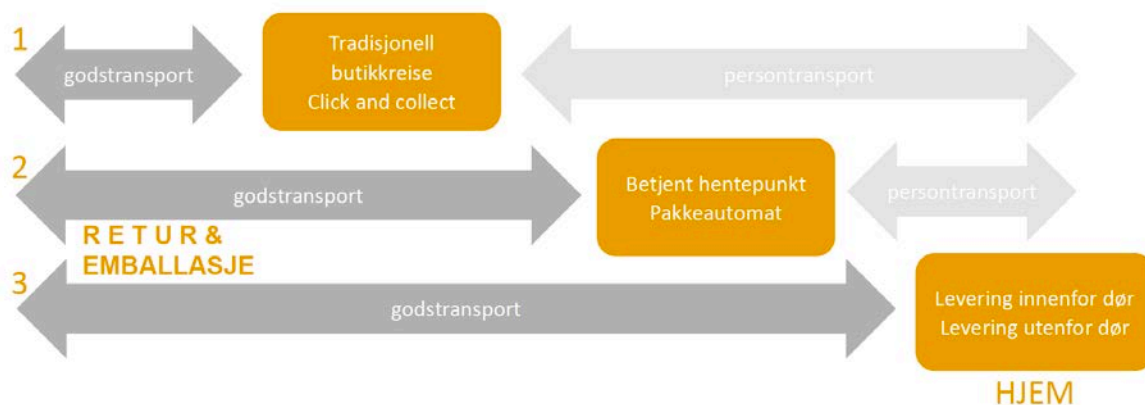 1
godstransport
Tradisjonell
butikkreise
Click and collect
persontransport
2
godstransport
Betjent hentepunkt
Pakkeautomat
persontransport
RETUR &
EMBALLASJE
3
godstransport
Levering innenfor dør
Levering utenfor dør
HJEM